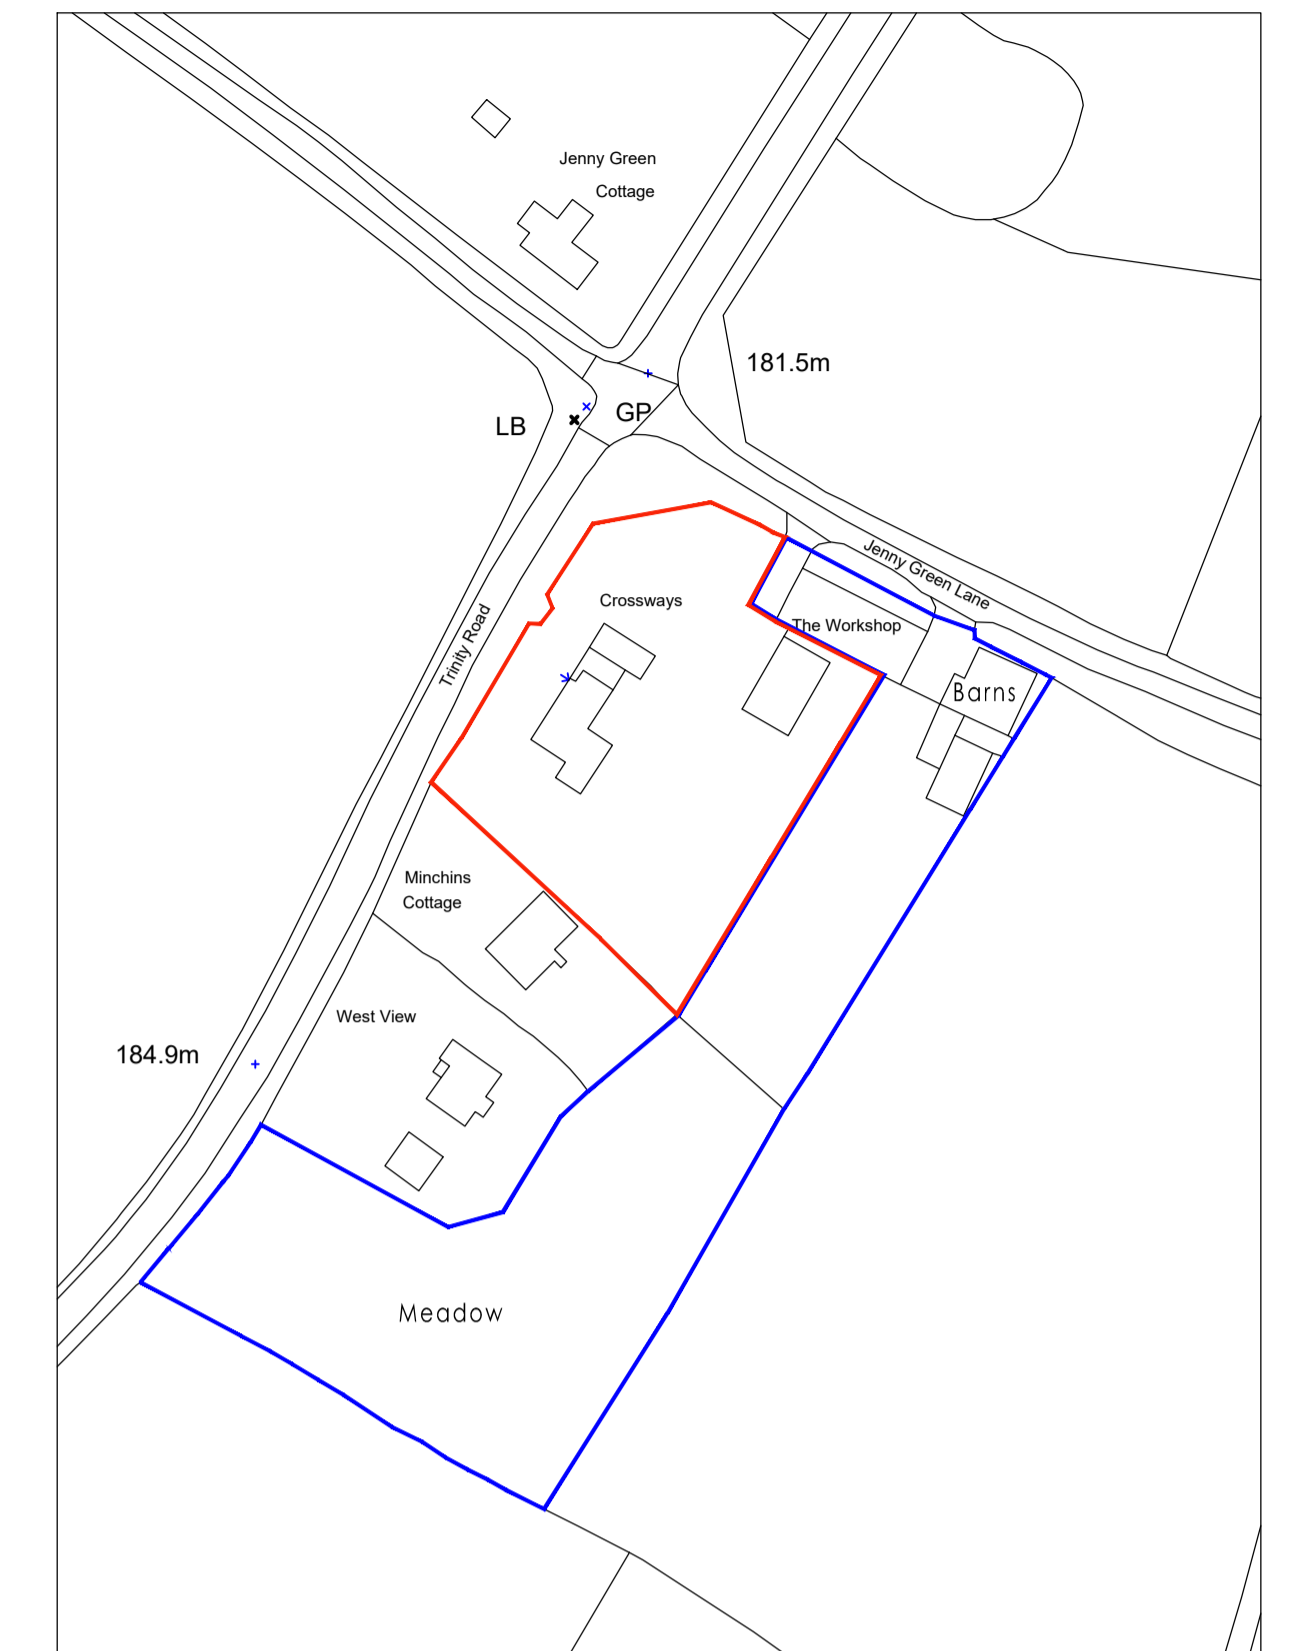 Jenny Green
Cottage
181.5m
LB
GP
Jenny Green Lane
Crossways
The Workshop
Trinity Road
Barns
Minchins
Cottage
West View
184.9m
Meadow